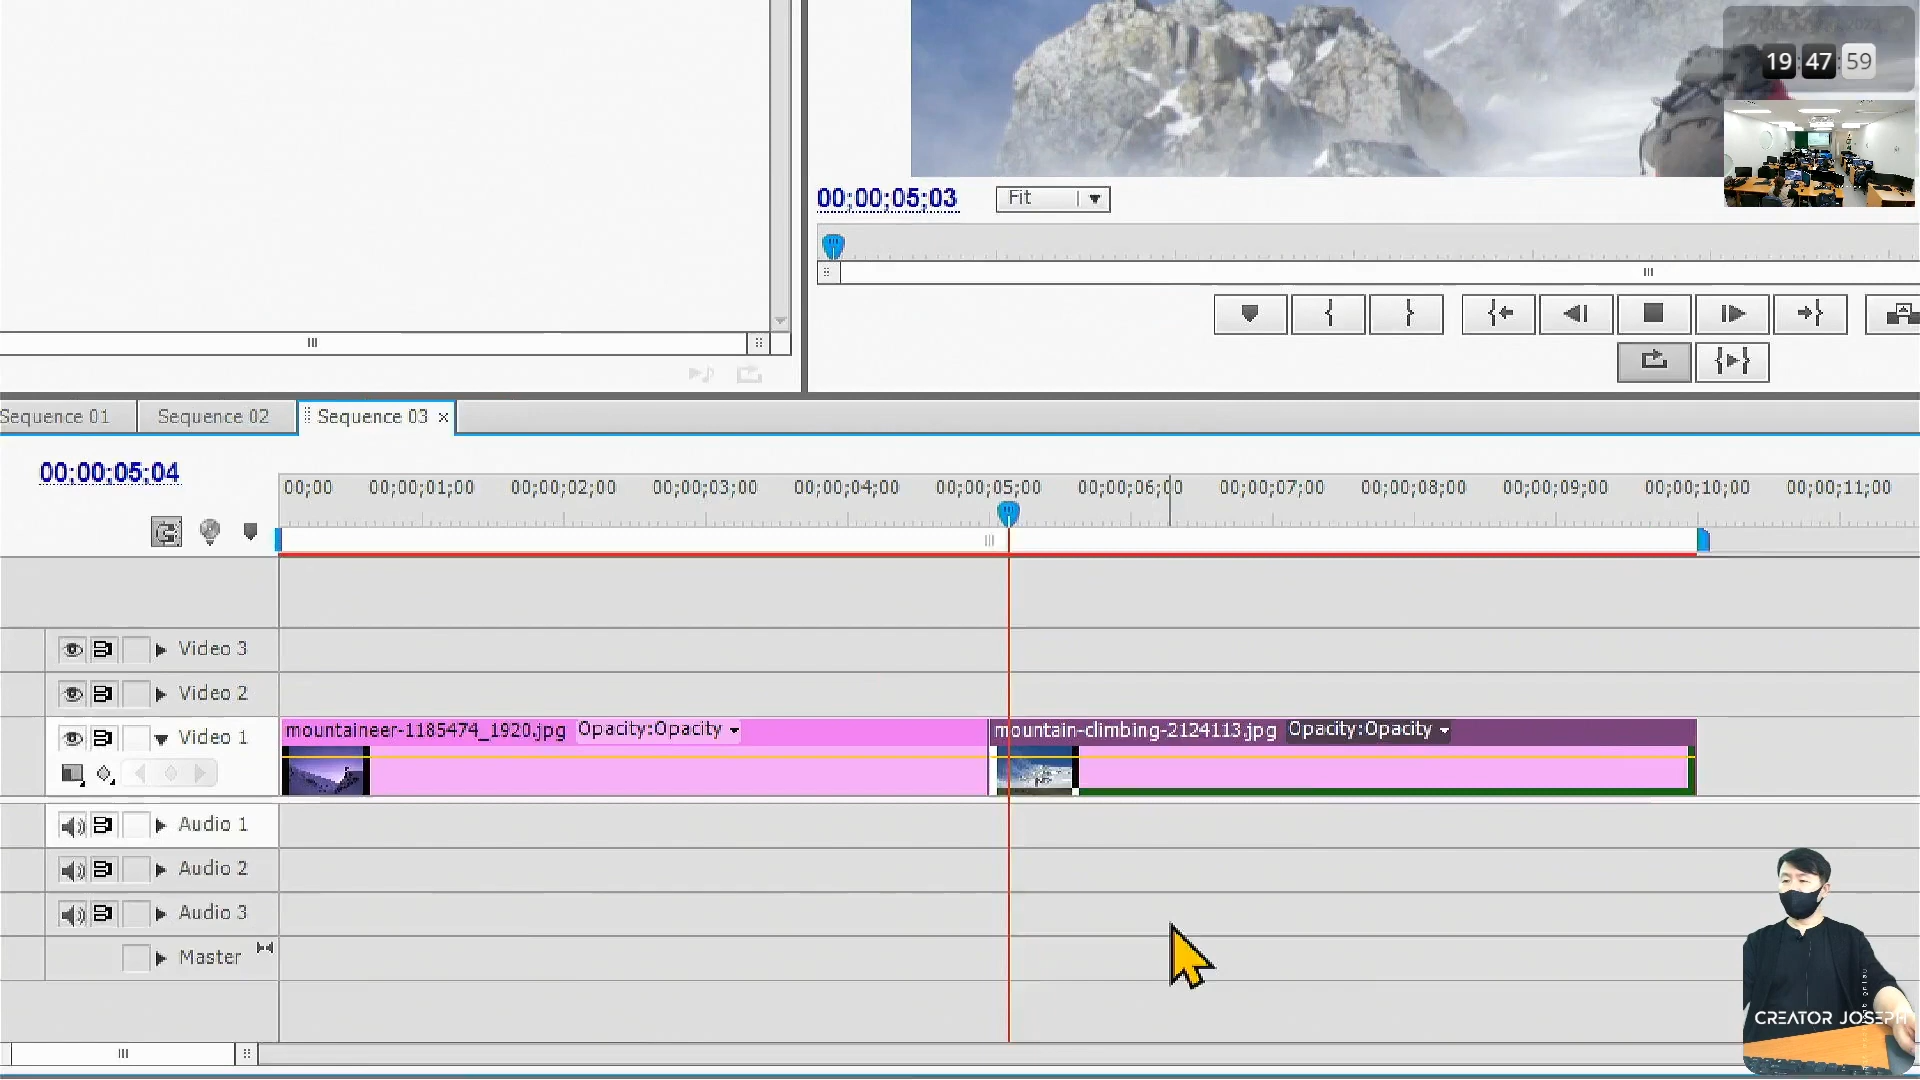 19 47 59
00;00;05;03
Fit
Sequence 01
Sequence 02
Sequence 03
00;00;05;04
00;00
00;00;01;00
00;00;02;00
00;00;03;00
00;00;04;00
00;00;05;00
00;00;06;00
00;00;07;00
00;00;08;00
00;00;09;00
00;00;10;00
00;00;11;00
Video 3
Video 2
Video 1
mountaineer-1185474_1920.jpg Opacity:Opacity
mountain-climbing-2124113.jpg Opacity:Opacity
Audio 1
Audio 2
Audio 3
Master
CREATOR JOSEPH